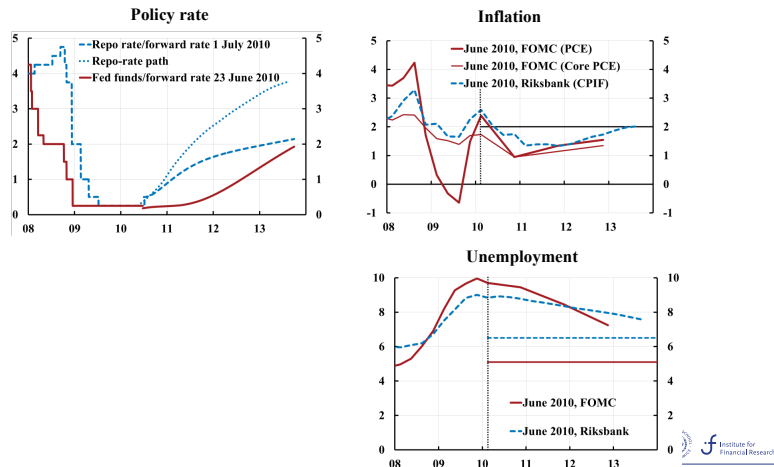 Policy rate
5
4
3
2
1
0
Repo rate/forward rate 1 July 2010
Repo-rate path
Fed funds/forward rate 23 June 2010
5
4
3
2
1
0
08 09 10 11 12 13
Inflation
5
4
3
2
1
0
-1
June 2010, FOMC (PCE)
June 2010, FOMC (Core PCE)
June 2010, Riksbank (CPIF)
5
4
3
2
1
0
-1
08 09 10 11 12 13
Unemployment
10
8
6
4
2
0
June 2010, FOMC
June 2010, Riksbank
10
8
6
4
2
0
08 09 10 11 12 13
Institute for
Financial Research